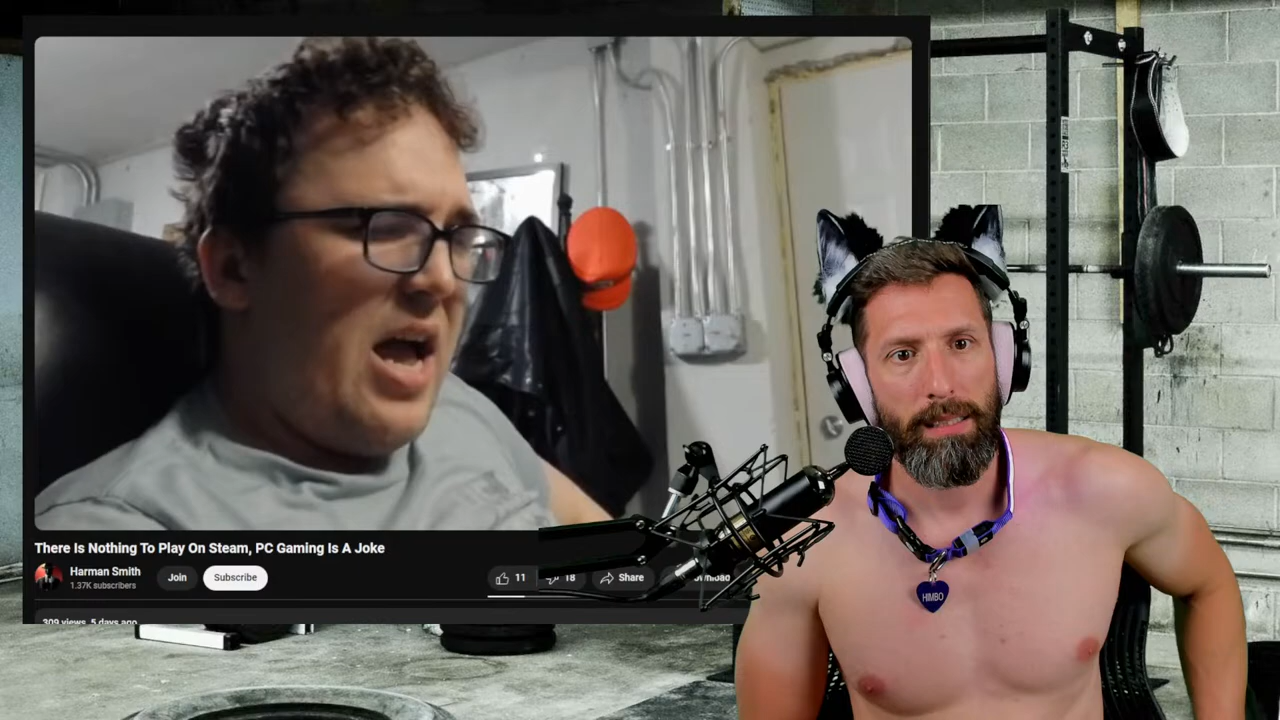 There Is Nothing To Play On Steam, PC Gaming Is A Joke
Harman Smith
1.37K subscribers
Join
Subscribe
11
18
Share
309 views 5 days ago
HIMBO